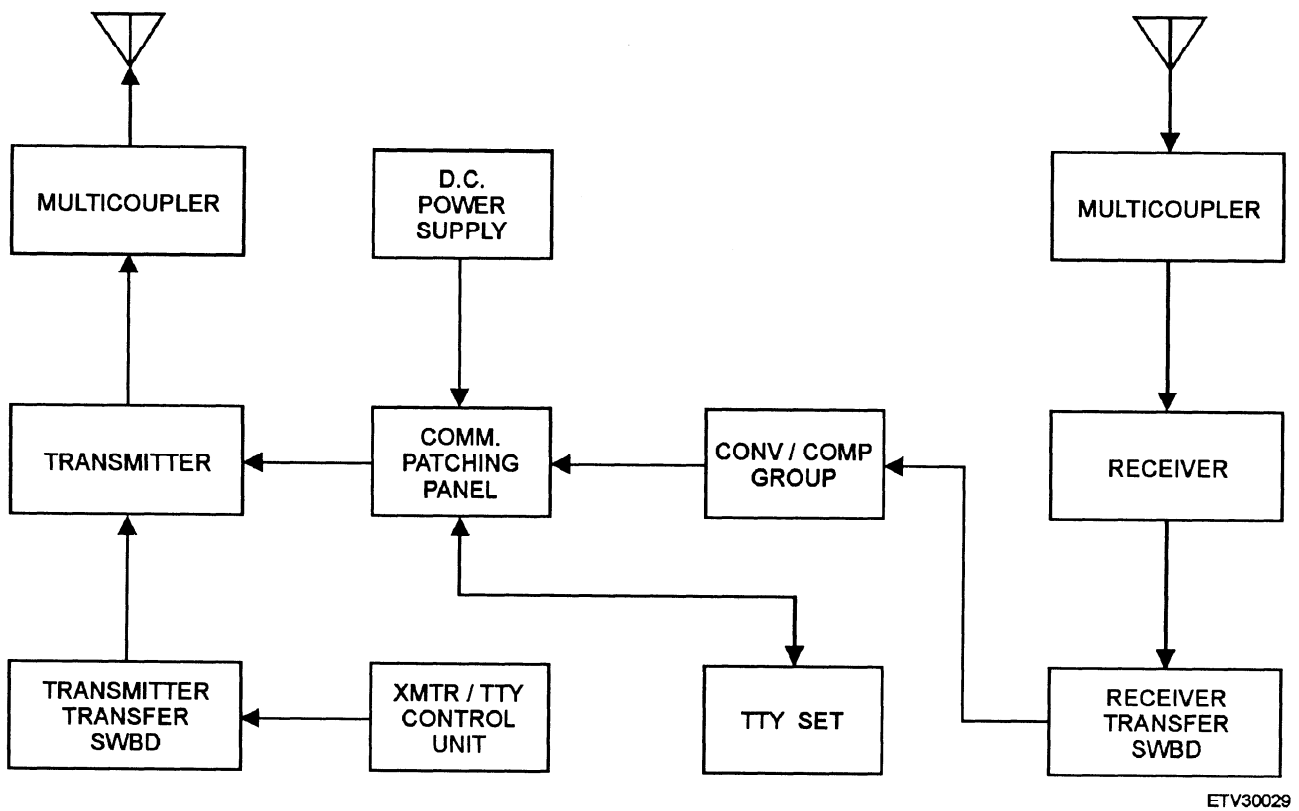 MULTICOUPLER
D.C.
POWER
SUPPLY
MULTICOUPLER
TRANSMITTER
COMM.
PATCHING
PANEL
CONV / COMP
GROUP
RECEIVER
TRANSMITTER
TRANSFER
SWBD
XMTR / TTY
CONTROL
UNIT
TTY SET
RECEIVER
TRANSFER
SWBD
ETV30029